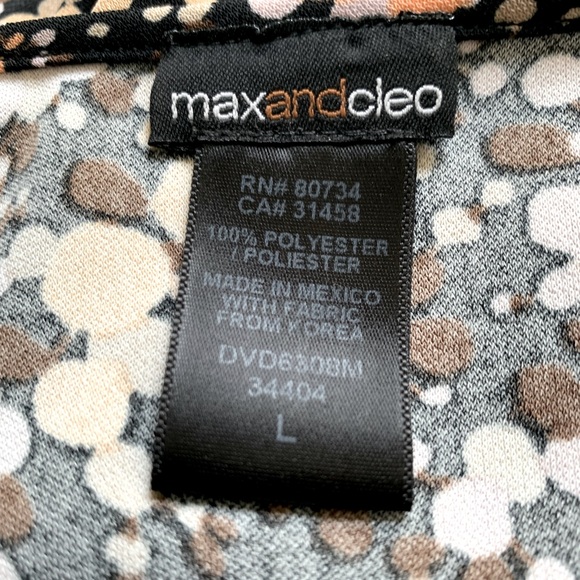 maxandcleo
RN# 80734
CA# 31458
100% POLYESTER
/ POLIESTER
MADE IN MEXICO
WITH FABRIC
FROM KOREA
DVD6308M
34404
L